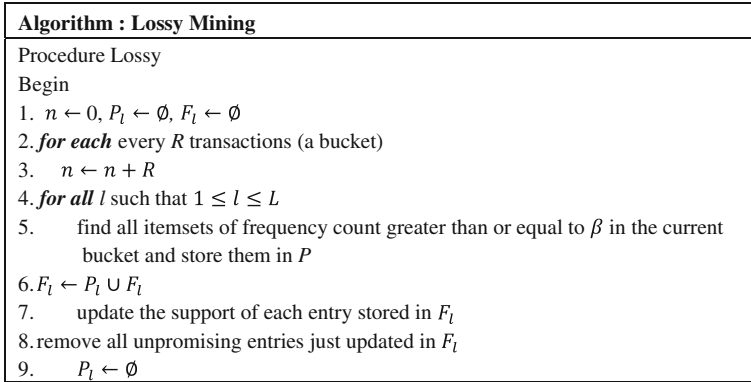 Algorithm : Lossy Mining
Procedure Lossy
Begin
1. n ← 0, P_l ← ∅, F_l ← ∅
2. for each every R transactions (a bucket)
3. n ← n + R
4. for all l such that 1 ≤ l ≤ L
5. find all itemsets of frequency count greater than or equal to β in the current
bucket and store them in P
6. F_l ← P_l ∪ F_l
7. update the support of each entry stored in F_l
8. remove all unpromising entries just updated in F_l
9. P_l ← ∅